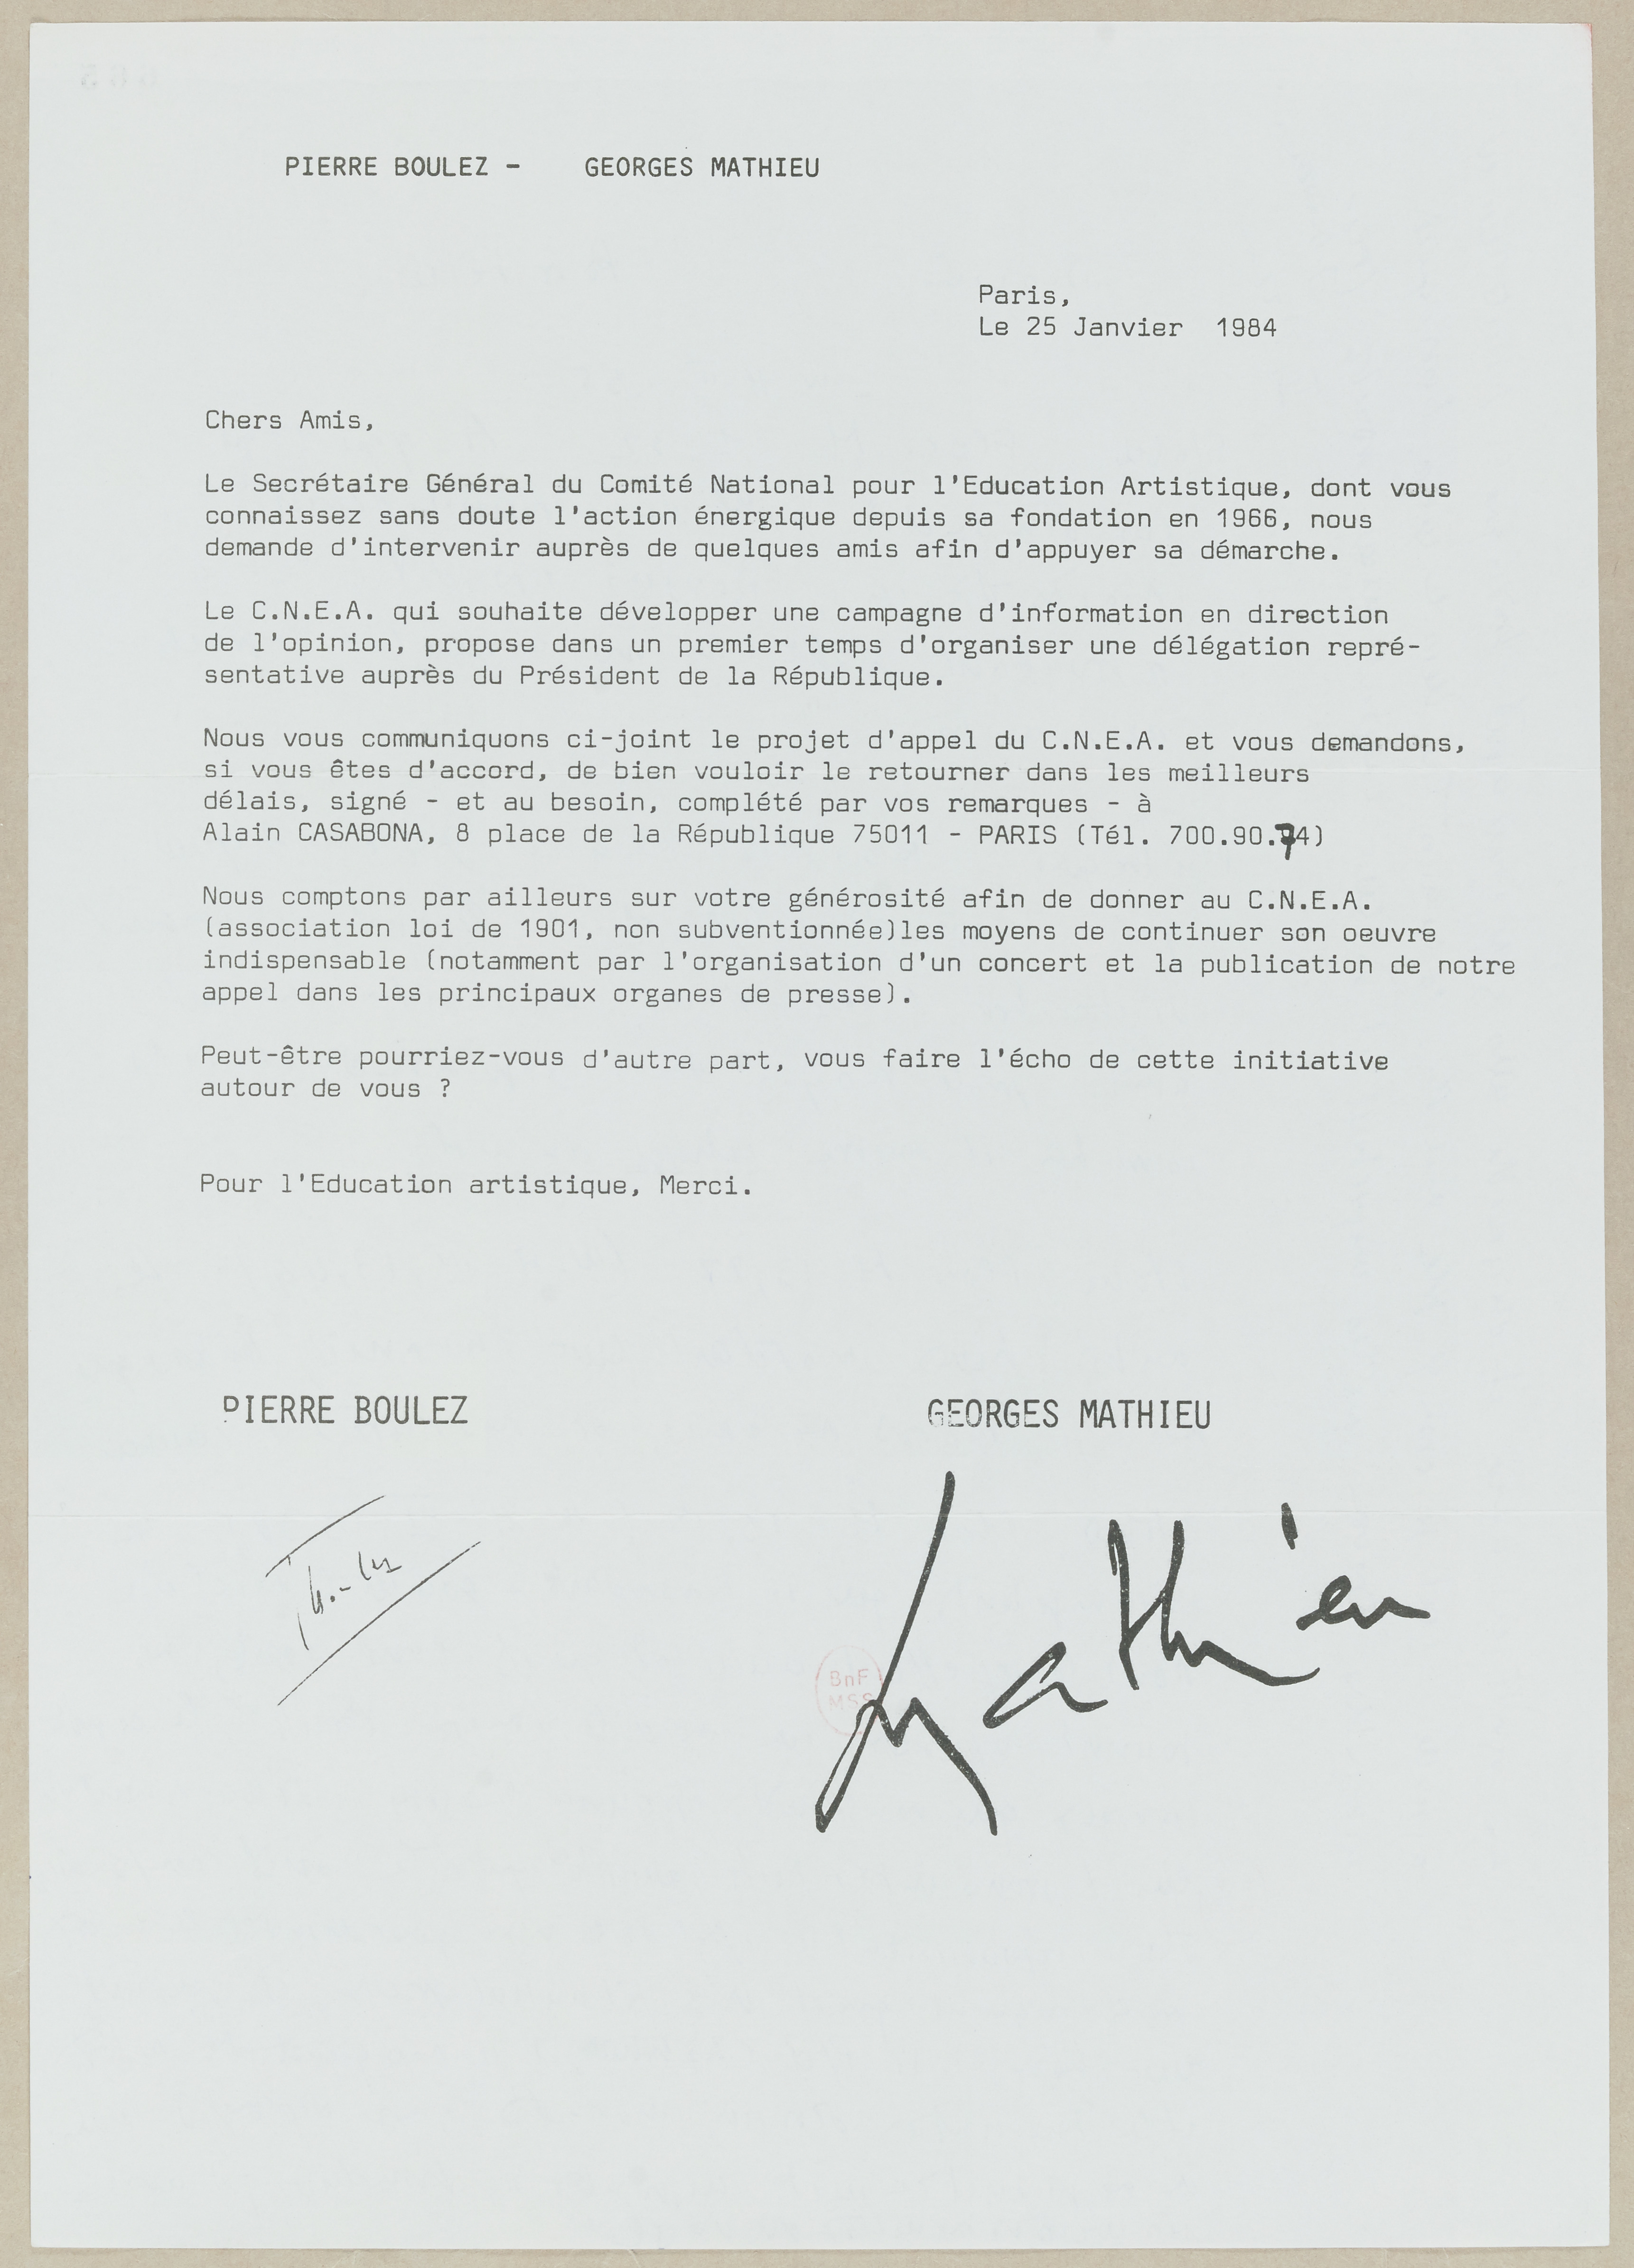 PIERRE BOULEZ - GEORGES MATHIEU
Paris,
Le 25 Janvier 1984
Chers Amis,
Le Secrétaire Général du Comité National pour l'Education Artistique, dont vous
connaissez sans doute l'action énergique depuis sa fondation en 1966, nous
demande d'intervenir auprès de quelques amis afin d'appuyer sa démarche.
Le C.N.E.A. qui souhaite développer une campagne d'information en direction
de l'opinion, propose dans un premier temps d'organiser une délégation repré-
sentative auprès du Président de la République.
Nous vous communiquons ci-joint le projet d'appel du C.N.E.A. et vous demandons,
si vous êtes d'accord, de bien vouloir le retourner dans les meilleurs
délais, signé - et au besoin, complété par vos remarques - à
Alain CASABONA, 8 place de la République 75011 - PARIS (Tél. 700.90.74)
Nous comptons par ailleurs sur votre générosité afin de donner au C.N.E.A.
(association loi de 1901, non subventionnée)les moyens de continuer son oeuvre
indispensable (notamment par l'organisation d'un concert et la publication de notre
appel dans les principaux organes de presse).
Peut-être pourriez-vous d'autre part, vous faire l'écho de cette initiative
autour de vous ?
Pour l'Education artistique, Merci.
PIERRE BOULEZ GEORGES MATHIEU
Boulez
Mathieu
BnF
MSS